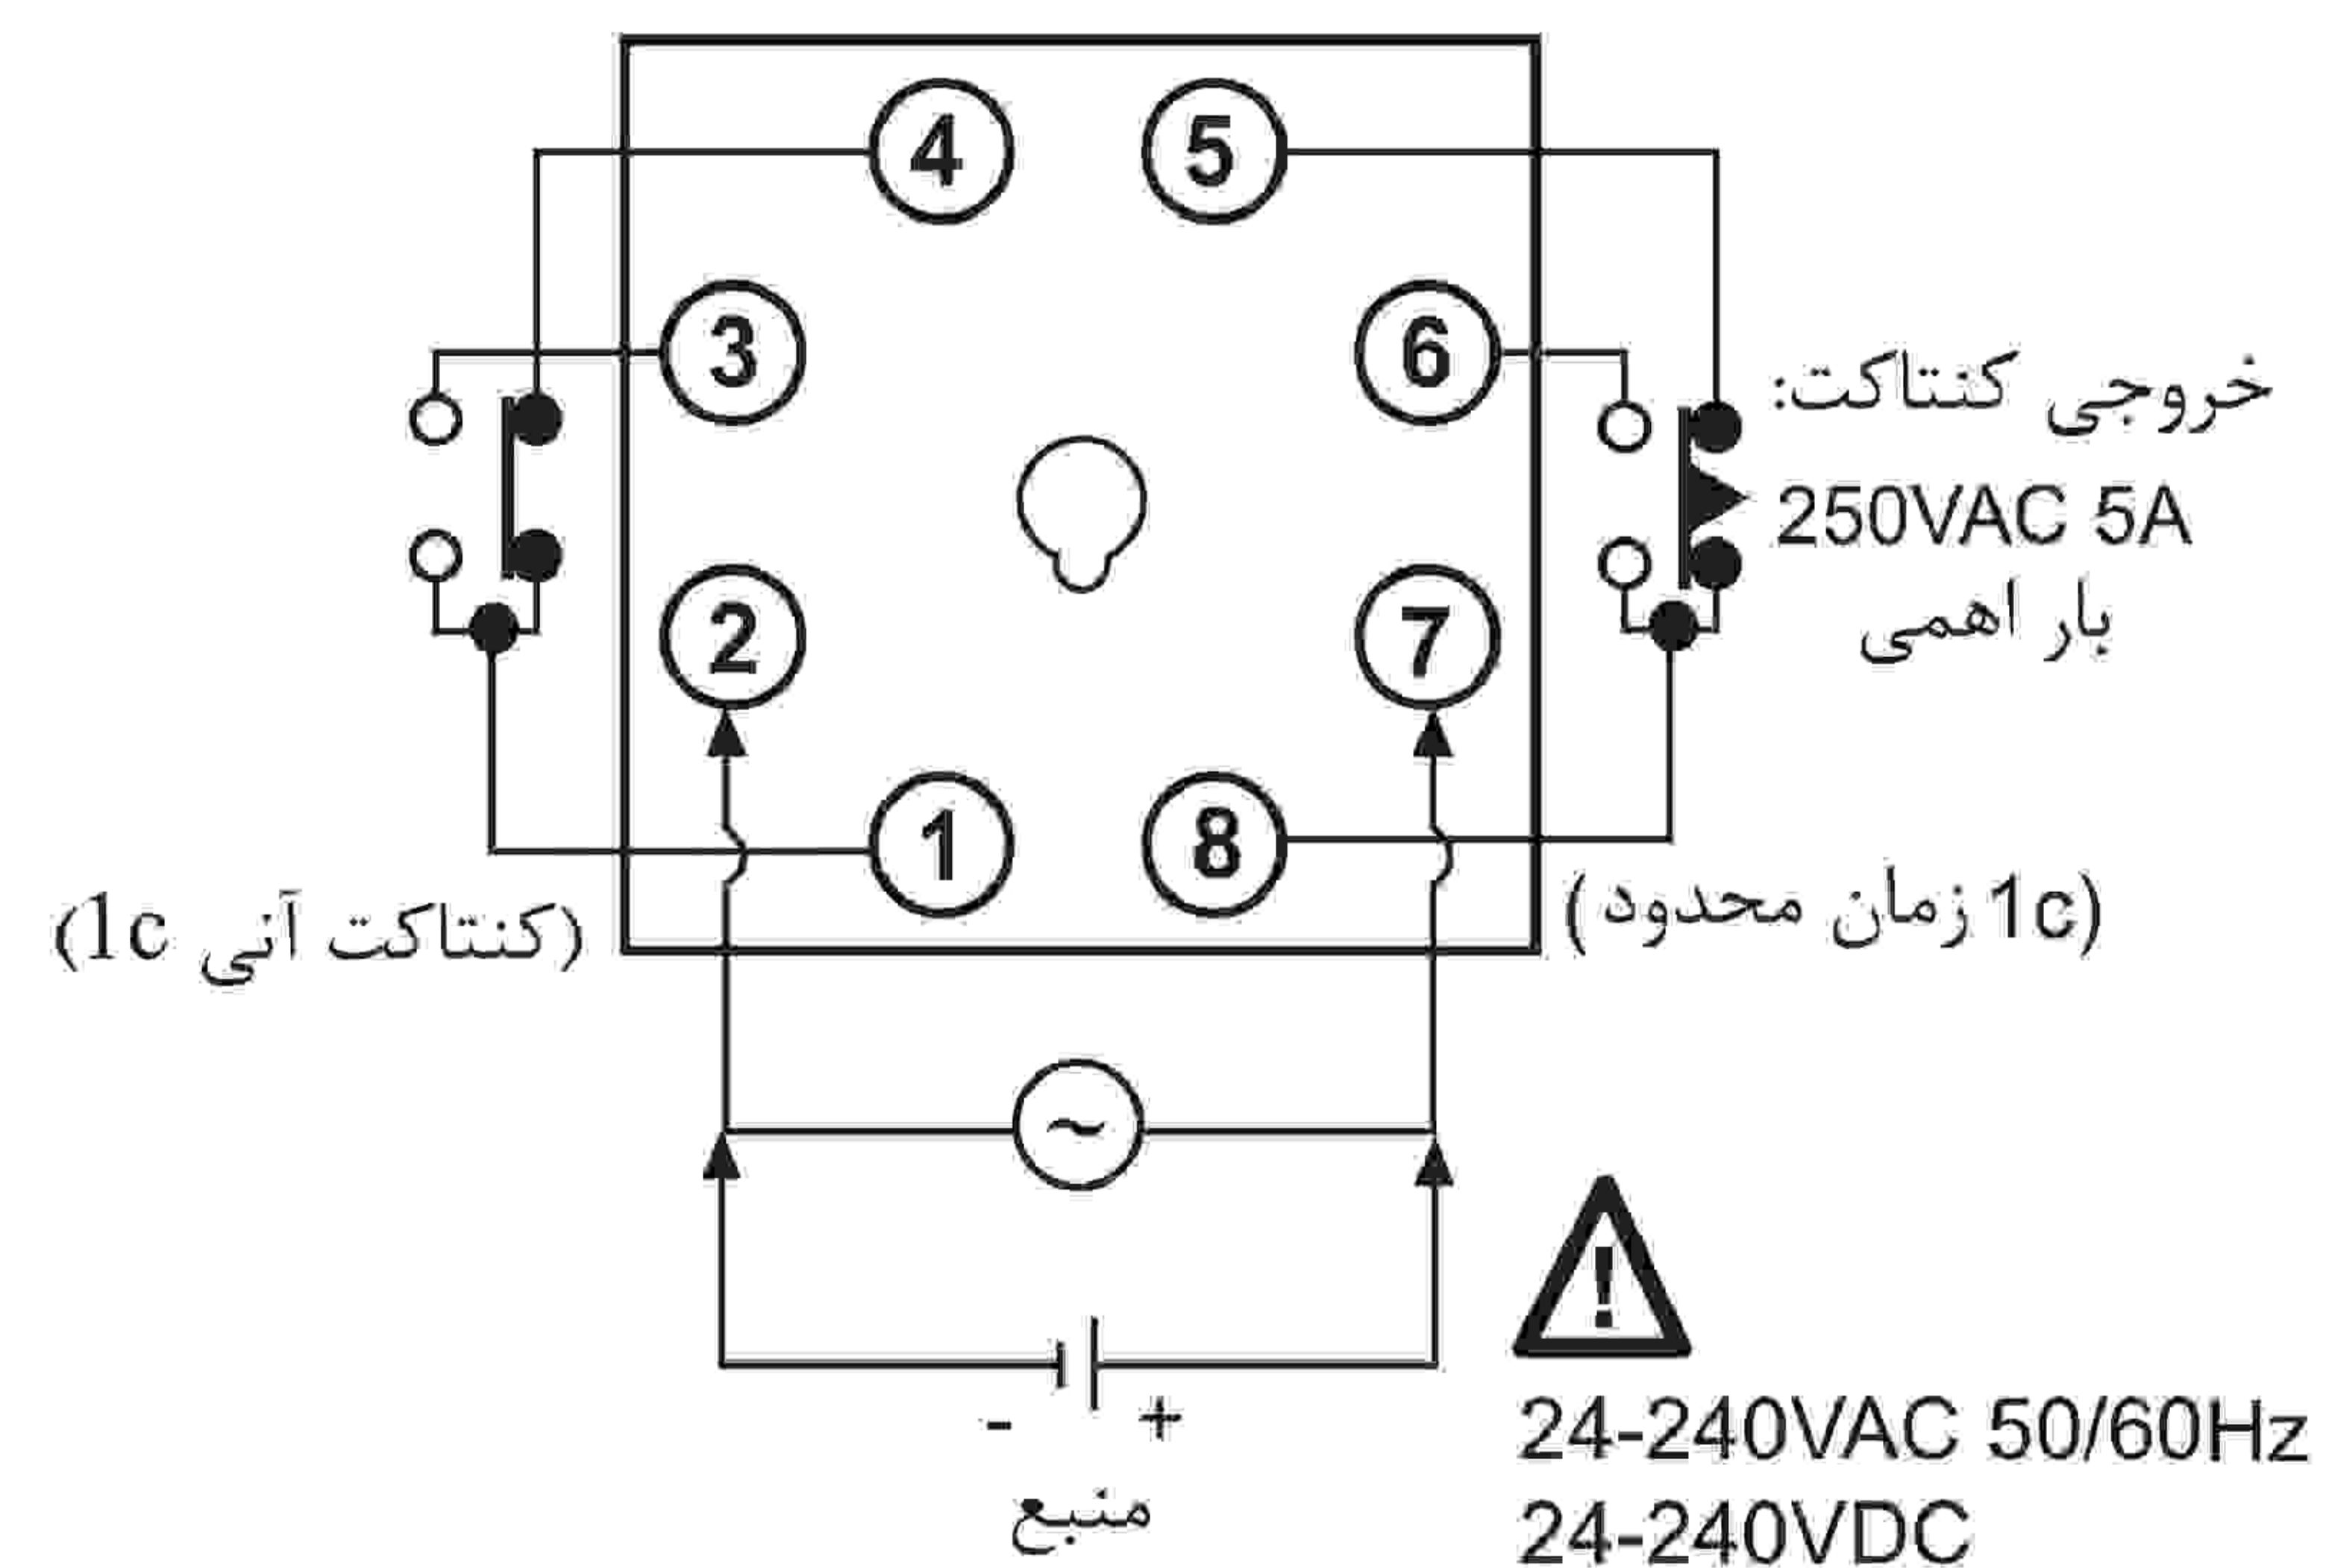 4
5
3
6
خروجی کنتاکت:
250VAC 5A
بار اهمی
2
7
1
8
(کنتاکت آنی 1c)
(1c زمان محدود)
~
!
- +
منبع
24-240VAC 50/60Hz
24-240VDC